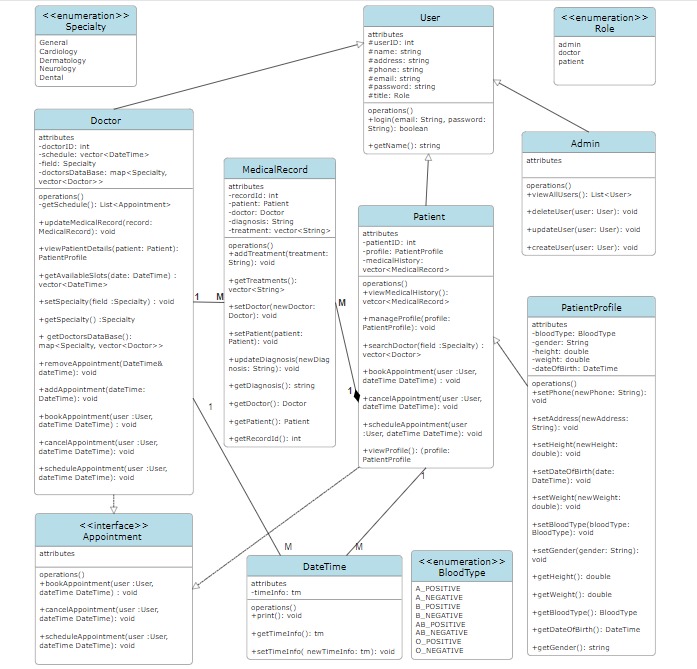 <<enumeration>>
Specialty
General
Cardiology
Dermatology
Neurology
Dental
User
attributes
#userID: int
#name: string
#address: string
#phone: string
#email: string
#password: string
#title: Role
operations()
+login(email: String, password:
String): boolean
+getName(): string
<<enumeration>>
Role
admin
doctor
patient
Doctor
attributes
-doctorID: int
-schedule: vector<DateTime>
-field: Specialty
-doctorsDataBase: map<Specialty,
vector<Doctor>>
operations()
-getSchedule(): List<Appointment>
+updateMedicalRecord(record:
MedicalRecord): void
+viewPatientDetails(patient: Patient):
PatientProfile
+getAvailableSlots(date: DateTime) :
vector<DateTime>
+setSpecialty(field :Specialty) : void
+getSpecialty() :Specialty
+ getDoctorsDataBase():
map<Specialty, vector<Doctor>>
+removeAppointment(DateTime&
dateTime): void
+addAppointment(dateTime:
DateTime): void
+bookAppointment(user :User,
dateTime DateTime) : void
+cancelAppointment(user :User,
dateTime DateTime): void
+scheduleAppointment(user :User,
dateTime DateTime): void
MedicalRecord
attributes
-recordId: int
-patient: Patient
-doctor: Doctor
-diagnosis: String
-treatment: vector<String>
operations()
+addTreatment(treatment:
String): void
+getTreatments():
vector<String>
+setDoctor(newDoctor:
Doctor): void
+setPatient(patient:
Patient): void
+updateDiagnosis(newDiag
nosis: String): void
+getDiagnosis(): string
+getDoctor(): Doctor
+getPatient(): Patient
+getRecordId(): int
Patient
attributes
-patientID: int
-profile: PatientProfile
-medicalHistory:
vector<MedicalRecord>
operations()
+viewMedicalHistory():
vetcor<MedicalRecord>
+manageProfile(profile:
PatientProfile): void
+searchDoctor(field :Specialty) :
vector<Doctor>
+bookAppointment(user :User,
dateTime DateTime) : void
+cancelAppointment(user :User,
dateTime DateTime): void
+scheduleAppointment(user
:User, dateTime DateTime): void
+viewProfile(): (profile:
PatientProfile
Admin
attributes
operations()
+viewAllUsers(): List<User>
+deleteUser(user: User): void
+updateUser(user: User): void
+createUser(user: User): void
PatientProfile
attributes
-bloodType: BloodType
-gender: String
-height: double
-weight: double
-dateOfBirth: DateTime
operations()
+setPhone(newPhone: String):
void
+setAddress(newAddress:
String): void
+setHeight(newHeight:
double): void
+setDateOfBirth(date:
DateTime): void
+setWeight(newWeight:
double): void
+setBloodType(bloodType:
BloodType): void
+setGender(gender: String):
void
+getHeight(): double
+getWeight(): double
+getBloodType(): BloodType
+getDateOfBirth(): DateTime
+getGender(): string
1
M
M
1
1
M
1
M
<<interface>>
Appointment
attributes
operations()
+bookAppointment(user :User,
dateTime DateTime) : void
+cancelAppointment(user :User,
dateTime DateTime): void
+scheduleAppointment(user :User,
dateTime DateTime): void
DateTime
attributes
-timeInfo: tm
operations()
+print(): void
+getTimeInfo(): tm
+setTimeInfo( newTimeInfo: tm): void
<<enumeration>>
BloodType
A_POSITIVE
A_NEGATIVE
B_POSITIVE
B_NEGATIVE
AB_POSITIVE
AB_NEGATIVE
O_POSITIVE
O_NEGATIVE